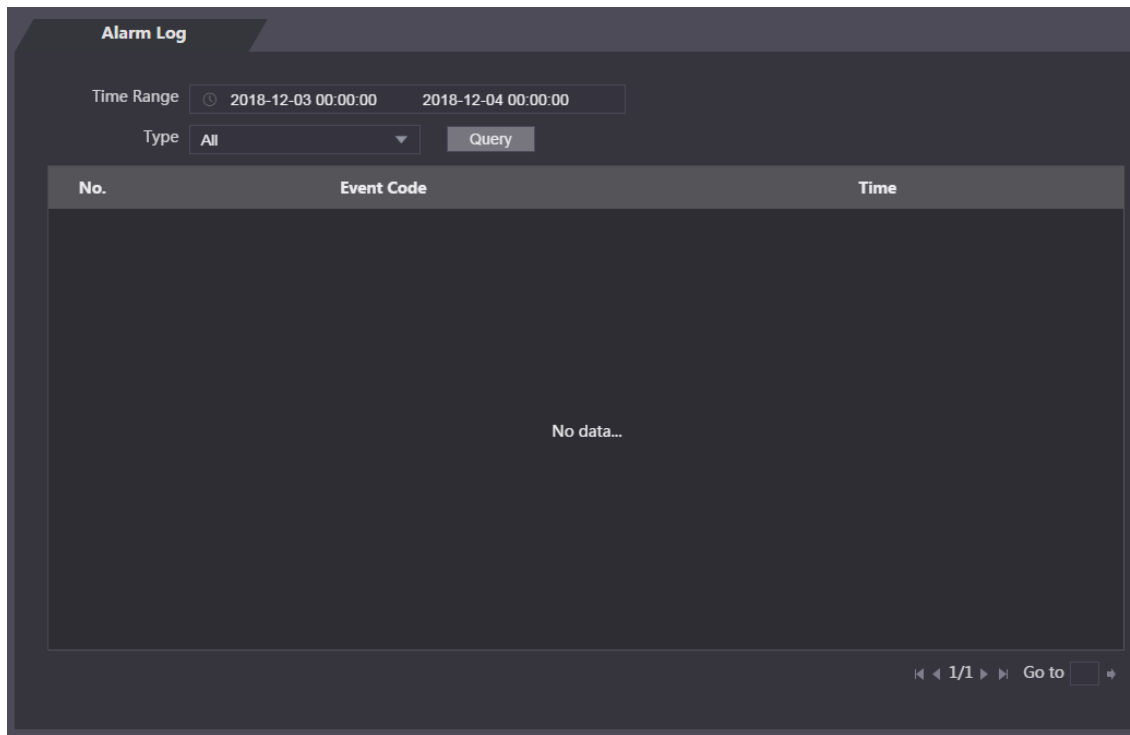 Alarm Log
Time Range 2018-12-03 00:00:00 2018-12-04 00:00:00
Type All Query
No. Event Code Time
No data...
1/1 Go to